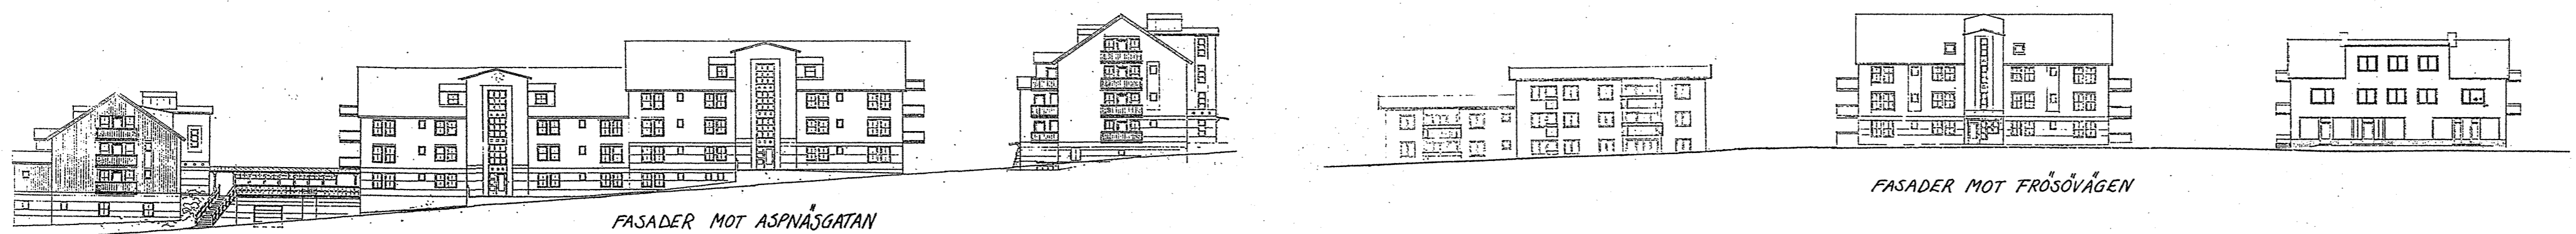 FASADER MOT ASPNÄSGATAN
FASADER MOT FRÖSÖVÄGEN